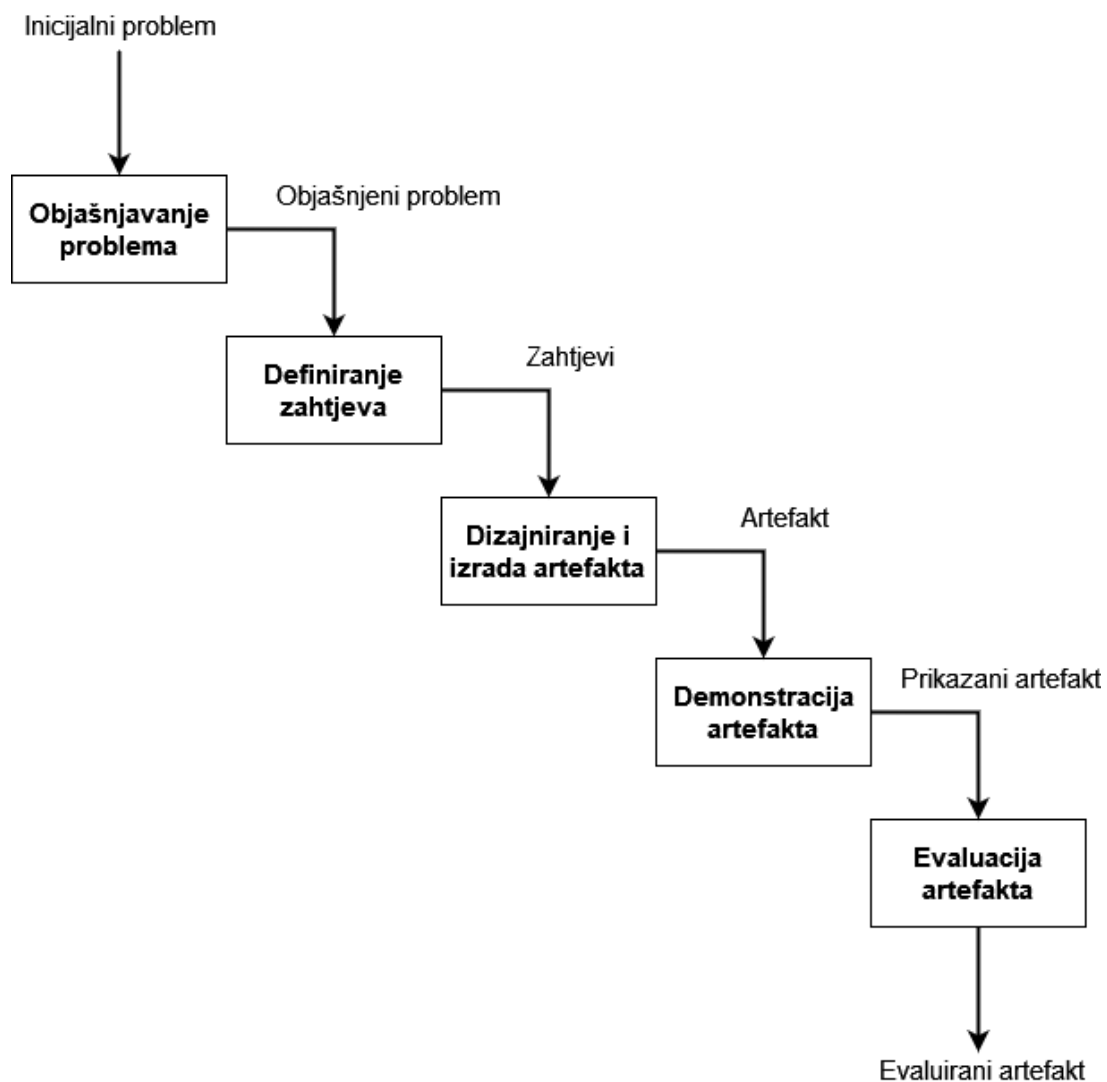 Inicijalni problem
Objašnjavanje
problema
Objašnjeni problem
Definiranje
zahtjeva
Zahtjevi
Dizajniranje i
izrada artefakta
Artefakt
Demonstracija
artefakta
Prikazani artefakt
Evaluacija
artefakta
Evaluirani artefakt